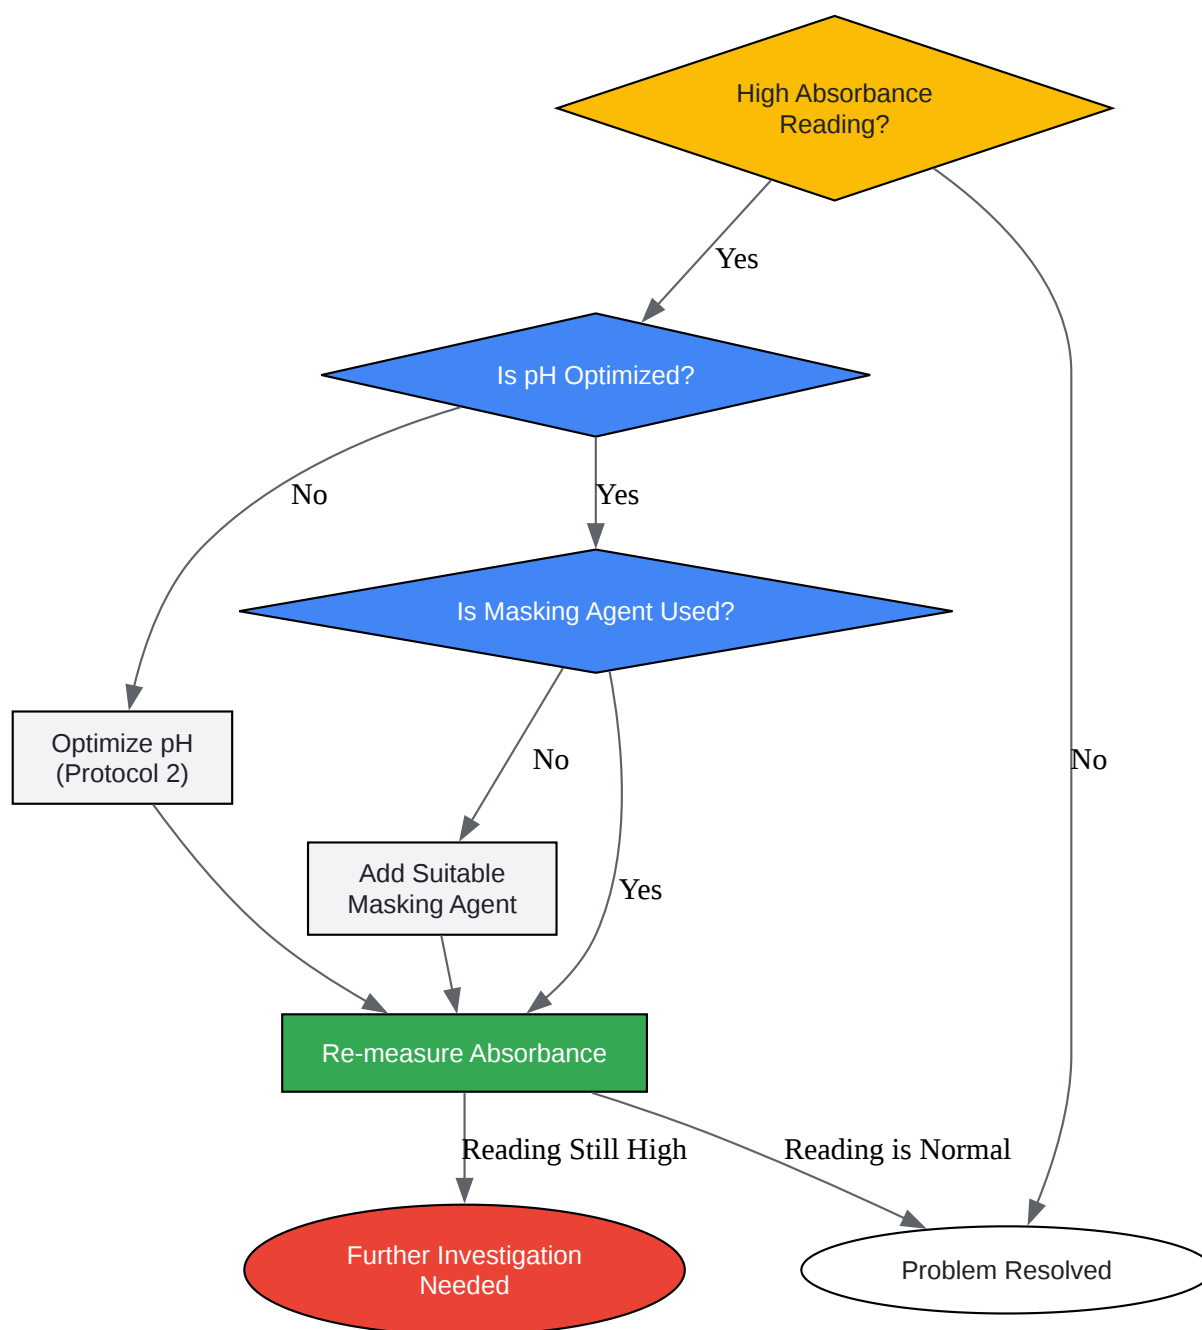 High Absorbance
Reading?
Yes
Is pH Optimized?
No
Yes
Is Masking Agent Used?
Optimize pH
(Protocol 2)
No
No
Add Suitable
Masking Agent
Yes
Re-measure Absorbance
Reading Still High
Reading is Normal
Further Investigation
Needed
Problem Resolved